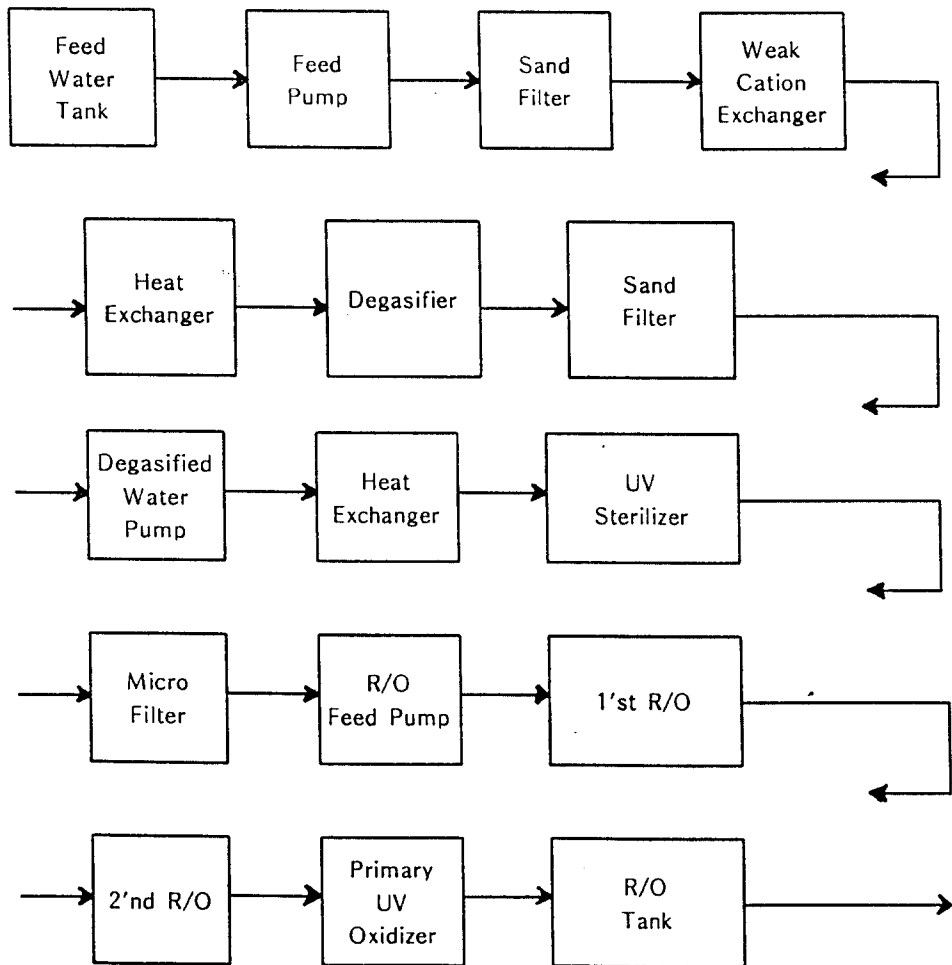 Feed
Water
Tank
Feed
Pump
Sand
Filter
Weak
Cation
Exchanger
Heat
Exchanger
Degasifier
Sand
Filter
Degasified
Water
Pump
Heat
Exchanger
UV
Sterilizer
Micro
Filter
R/O
Feed Pump
1'st R/O
2'nd R/O
Primary
UV
Oxidizer
R/O
Tank